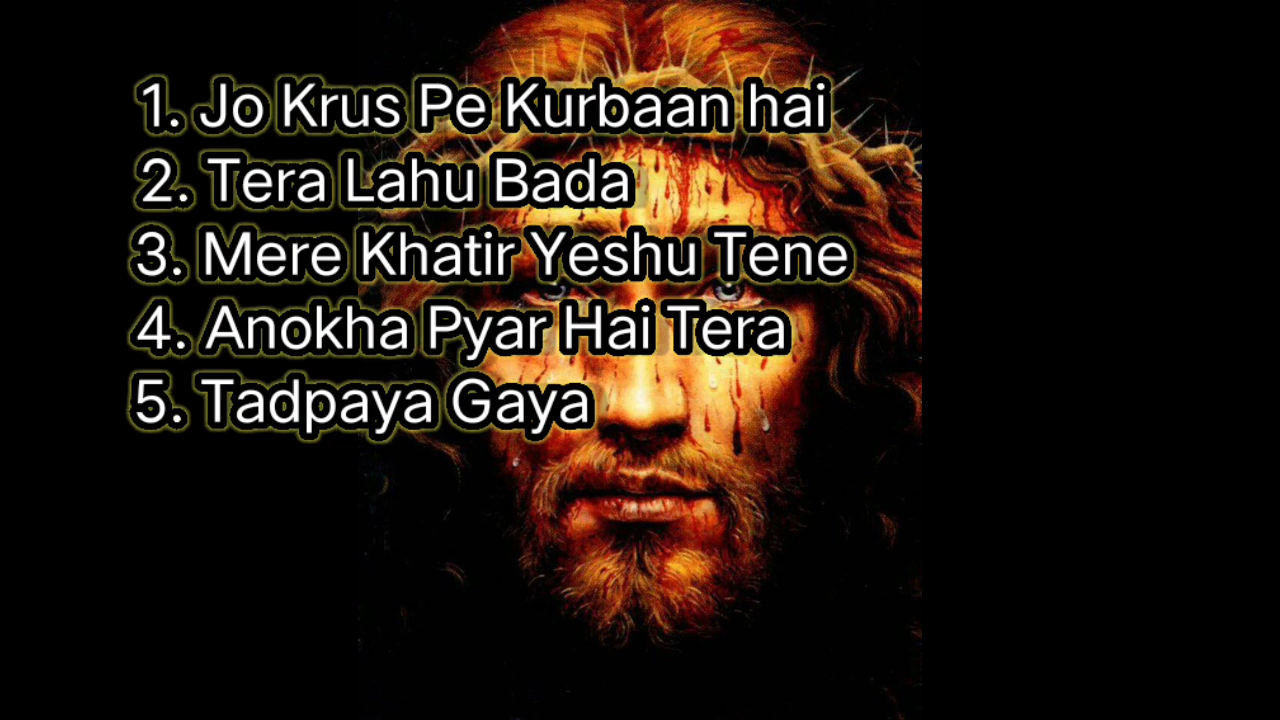 1. Jo Krus Pe Kurbaan hai
2. Tera Lahu Bada
3. Mere Khatir Yeshu Tene
4. Anokha Pyar Hai Tera
5. Tadpaya Gaya